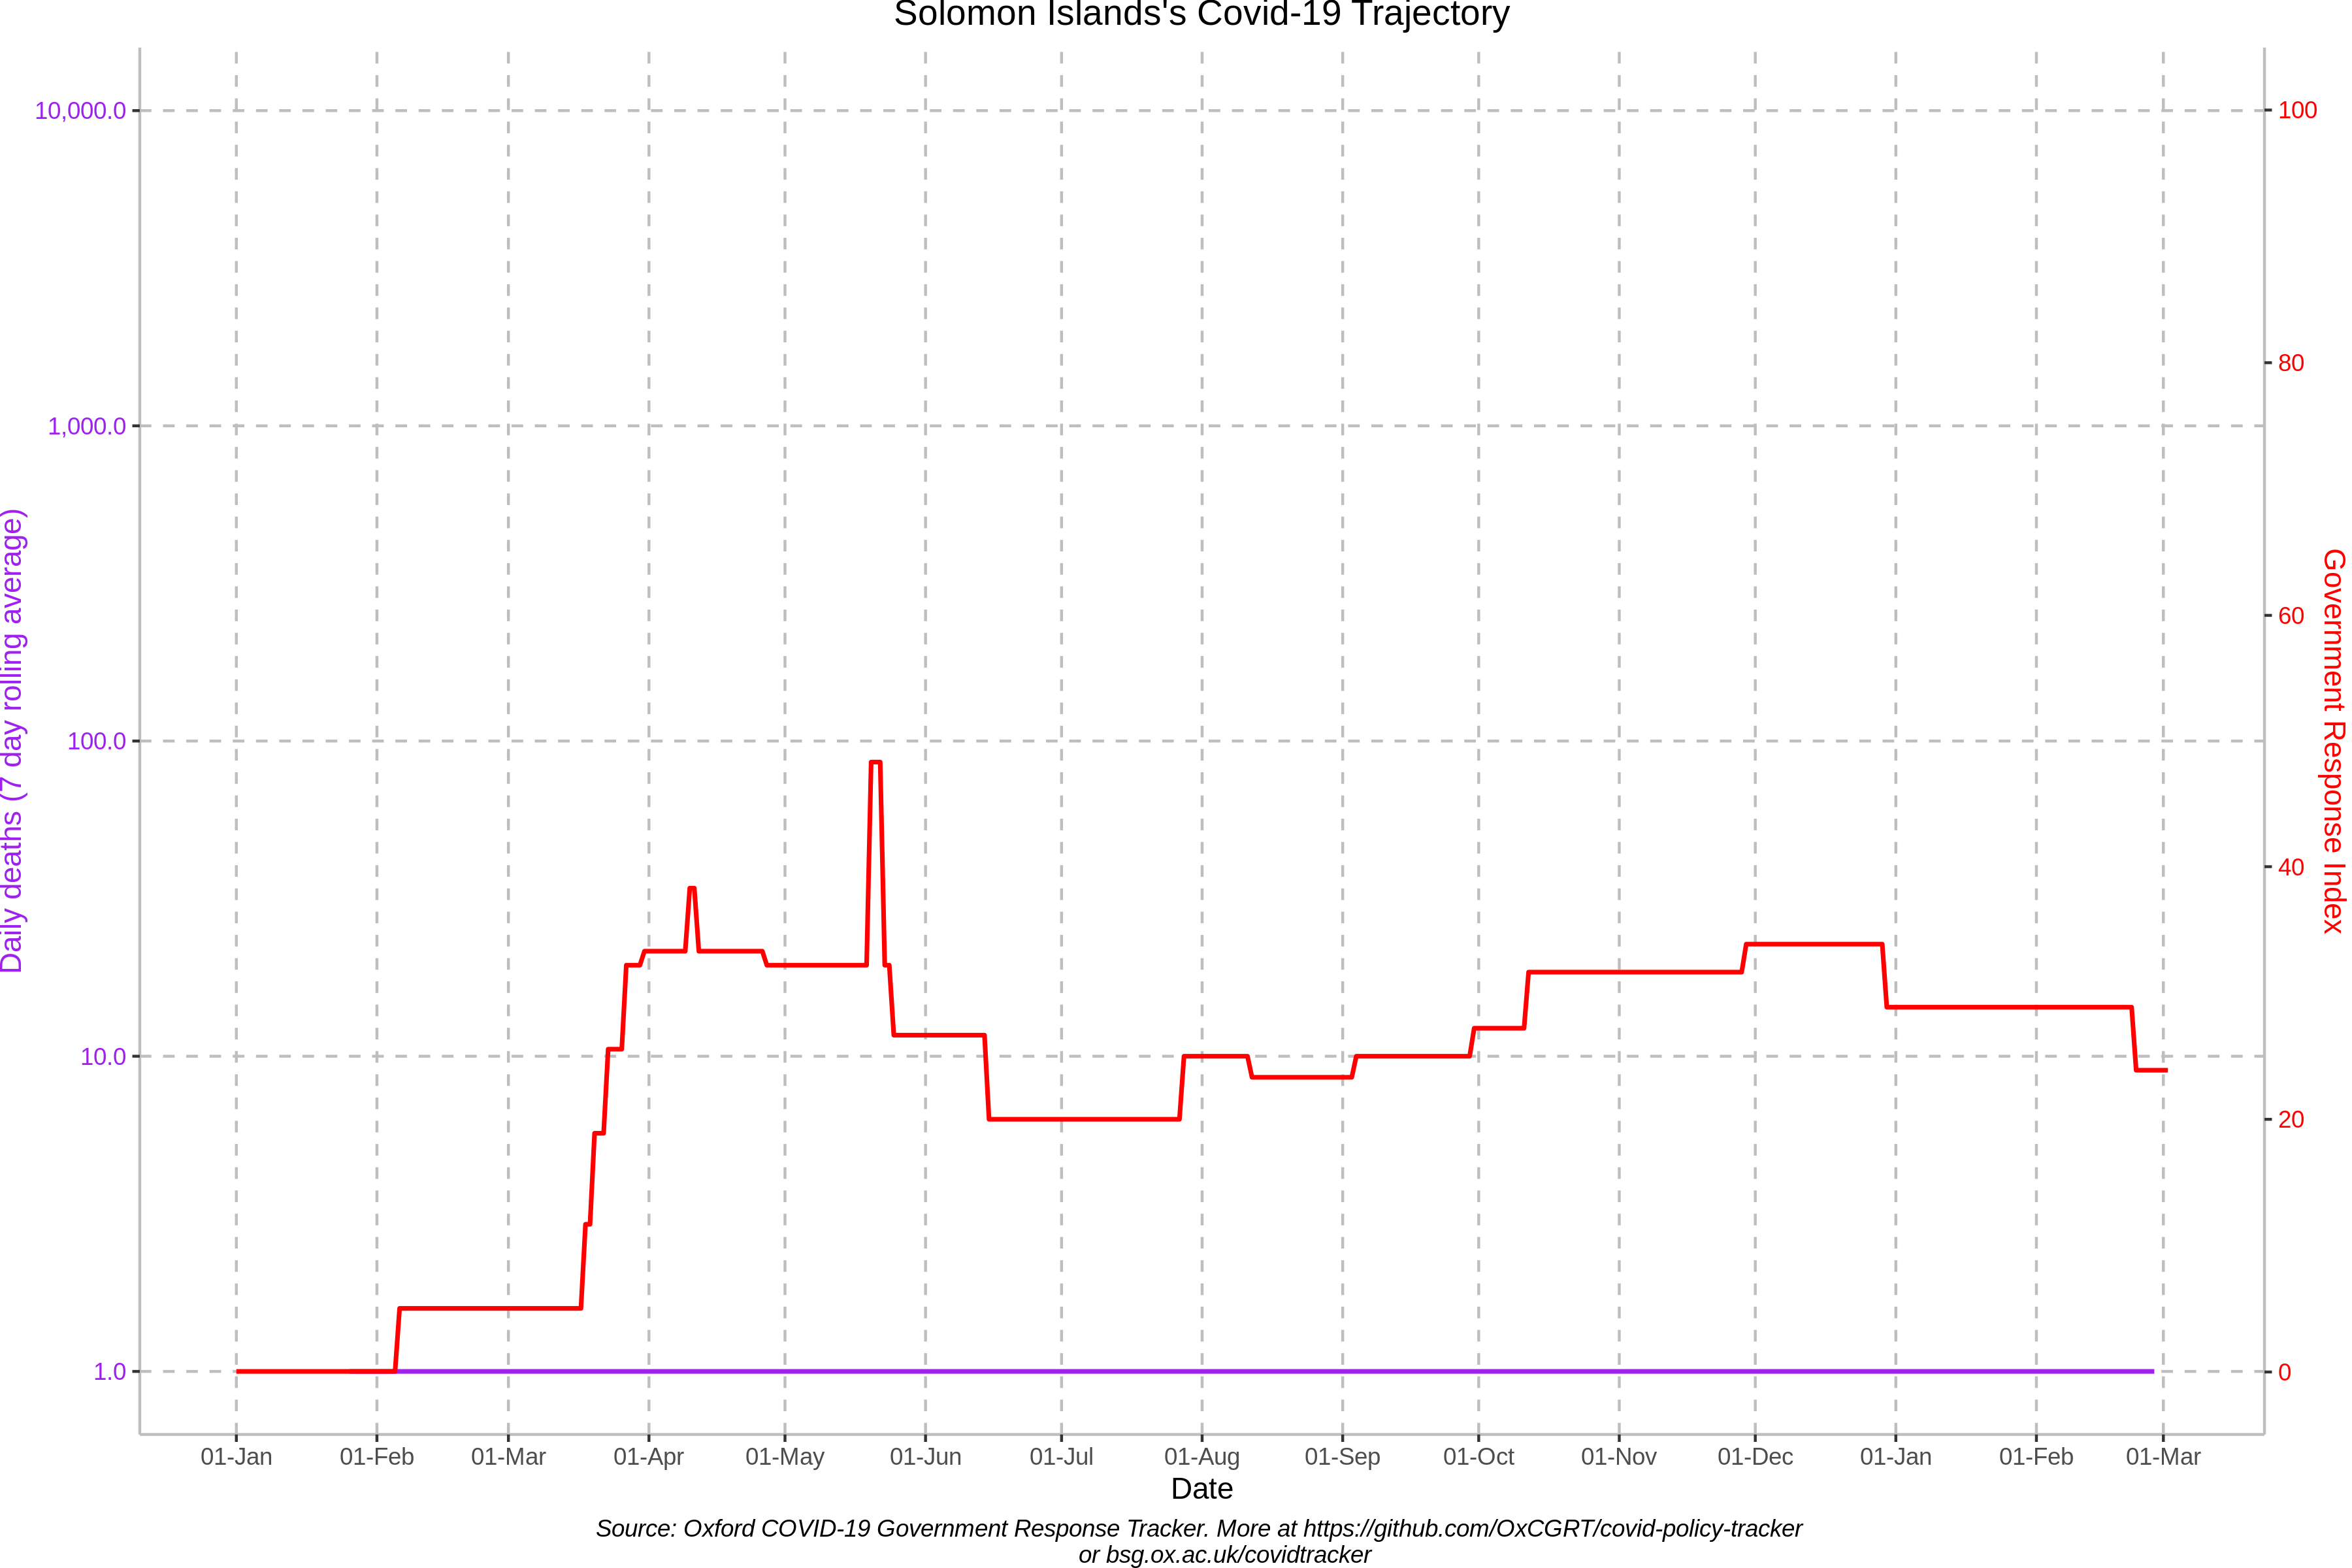 Solomon Islands's Covid-19 Trajectory
10,000.0
1,000.0
100.0
10.0
1.0
Daily deaths (7 day rolling average)
100
80
60
40
20
0
Government Response Index
01-Jan 01-Feb 01-Mar 01-Apr 01-May 01-Jun 01-Jul 01-Aug 01-Sep 01-Oct 01-Nov 01-Dec 01-Jan 01-Feb 01-Mar
Date
Source: Oxford COVID-19 Government Response Tracker. More at https://github.com/OxCGRT/covid-policy-tracker
or bsg.ox.ac.uk/covidtracker